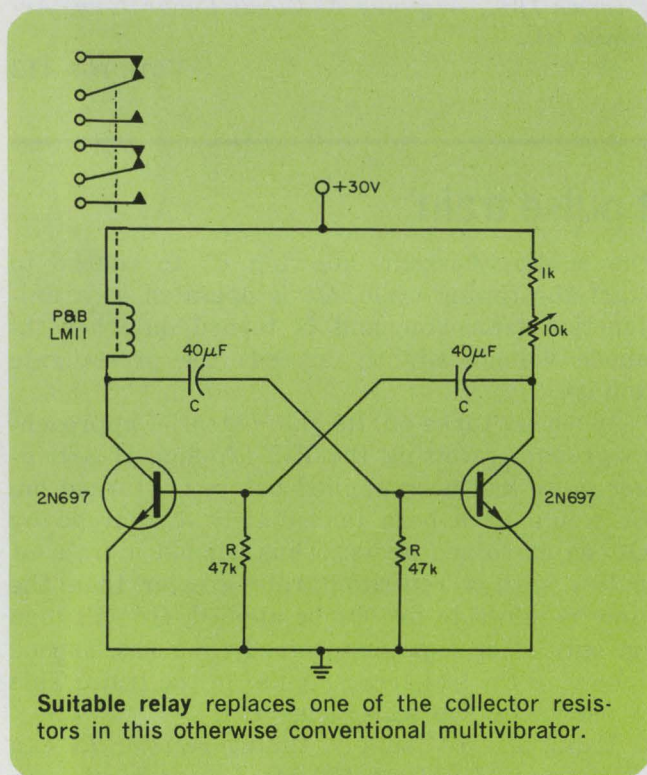 +30V
1k
P&B
LM11
10k
40μF
C
40μF
C
2N697
2N697
R
47k
R
47k
Suitable relay replaces one of the collector resis-
tors in this otherwise conventional multivibrator.